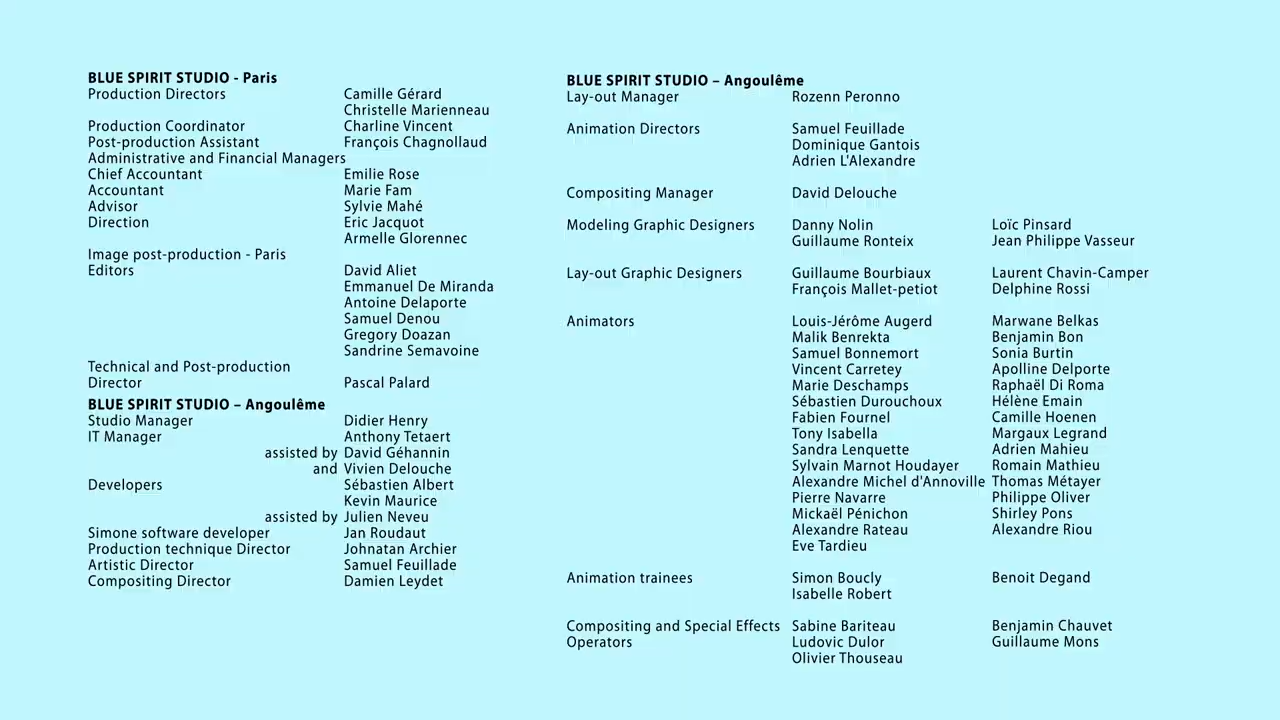 BLUE SPIRIT STUDIO - Paris
Production Directors Camille Gérard
Christelle Marienneau
Production Coordinator Charline Vincent
Post-production Assistant François Chagnollaud
Administrative and Financial Managers
Chief Accountant Emilie Rose
Accountant Marie Fam
Advisor Sylvie Mahé
Direction Eric Jacquot
Armelle Glorennec
Image post-production - Paris
Editors David Aliet
Emmanuel De Miranda
Antoine Delaporte
Samuel Denou
Gregory Doazan
Sandrine Semavoine
Technical and Post-production
Director Pascal Palard
BLUE SPIRIT STUDIO – Angoulême
Studio Manager Didier Henry
IT Manager Anthony Tetaert
assisted by David Géhannin
and Vivien Delouche
Developers Sébastien Albert
Kevin Maurice
assisted by Julien Neveu
Simone software developer Jan Roudaut
Production technique Director Johnatan Archier
Artistic Director Samuel Feuillade
Compositing Director Damien Leydet
BLUE SPIRIT STUDIO – Angoulême
Lay-out Manager Rozenn Peronno
Animation Directors Samuel Feuillade
Dominique Gantois
Adrien L'Alexandre
Compositing Manager David Delouche
Modeling Graphic Designers Danny Nolin Loïc Pinsard
Guillaume Ronteix Jean Philippe Vasseur
Lay-out Graphic Designers Guillaume Bourbiaux Laurent Chavin-Camper
François Mallet-petiot Delphine Rossi
Animators Louis-Jérôme Augerd Marwane Belkas
Malik Benrekta Benjamin Bon
Samuel Bonnemort Sonia Burtin
Vincent Carretey Apolline Delporte
Marie Deschamps Raphaël Di Roma
Sébastien Durouchoux Hélène Emain
Fabien Fournel Camille Hoenen
Tony Isabella Margaux Legrand
Sandra Lenquette Adrien Mahieu
Sylvain Marnot Houdayer Romain Mathieu
Alexandre Michel d'Annoville Thomas Métayer
Pierre Navarre Philippe Oliver
Mickaël Pénichon Shirley Pons
Alexandre Rateau Alexandre Riou
Eve Tardieu
Animation trainees Simon Boucly Benoit Degand
Isabelle Robert
Compositing and Special Effects Sabine Bariteau Benjamin Chauvet
Operators Ludovic Dulor Guillaume Mons
Olivier Thouseau